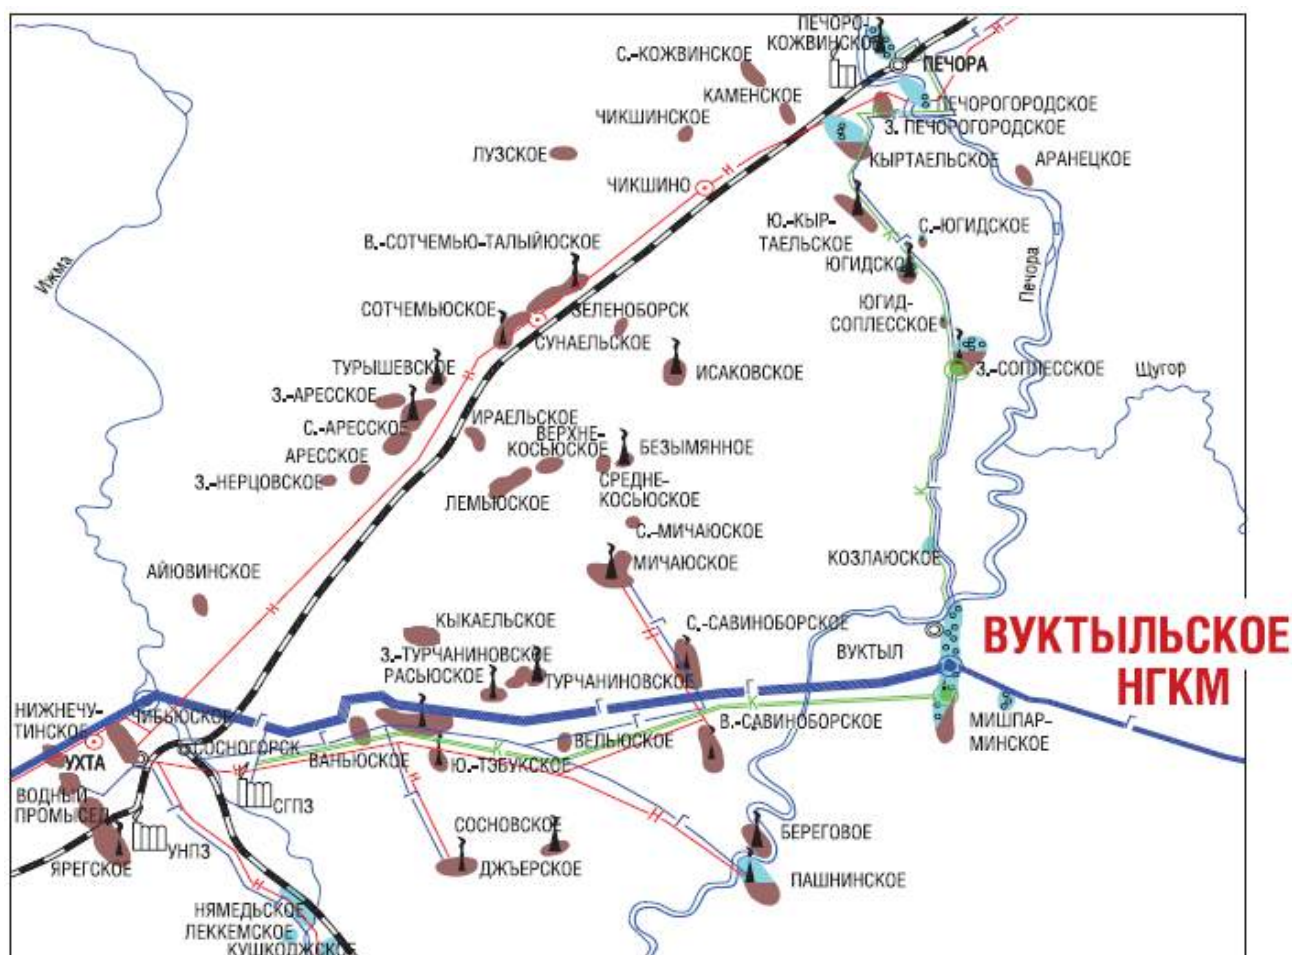 ПЕЧОРО-
КОЖВИНСКОЕ
С.-КОЖВИНСКОЕ
ПЕЧОРА
КАМЕНСКОЕ
ПЕЧОРОГОРОДСКОЕ
ЧИКШИНСКОЕ
З. ПЕЧОРОГОРОДСКОЕ
ЛУЗСКОЕ
КЫРТАЕЛЬСКОЕ
АРАНЕЦКОЕ
ЧИКШИНО
Н
Ю.-КЫР-
ТАЕЛЬСКОЕ
С.-ЮГИДСКОЕ
В.-СОТЧЕМЬЮ-ТАЛЫЙЮСКОЕ
К
Г
ЮГИДСКОЕ
Ижма
Печора
СОТЧЕМЬЮСКОЕ
ЗЕЛЕНОБОРСК
ЮГИД-
СОПЛЕССКОЕ
СУНАЕЛЬСКОЕ
ТУРЫШЕВСКОЕ
ИСАКОВСКОЕ
З.-СОПЛЕССКОЕ
Щугор
Н
З.-АРЕССКОЕ
С.-АРЕССКОЕ
ИРАЕЛЬСКОЕ
ВЕРХНЕ-
КОСЬЮСКОЕ
БЕЗЫМЯННОЕ
АРЕССКОЕ
З.-НЕРЦОВСКОЕ
СРЕДНЕ-
КОСЬЮСКОЕ
К
Г
ЛЕМЬЮСКОЕ
С.-МИЧАЮСКОЕ
МИЧАЮСКОЕ
КОЗЛАЮСКОЕ
АЙЮВИНСКОЕ
Н
КЫКАЕЛЬСКОЕ
Г
Н
С.-САВИНОБОРСКОЕ
ВУКТЫЛ
ВУКТЫЛЬСКОЕ
НГКМ
З.-ТУРЧАНИНОВСКОЕ
РАСЬЮСКОЕ
ТУРЧАНИНОВСКОЕ
Г
К
НИЖНЕЧУ-
ТИНСКОЕ
ЧИБЬЮСКОЕ
Г
Г
Г
В.-САВИНОБОРСКОЕ
МИШПАР-
МИНСКОЕ
Г
СОСНОГОРСК
ВАНЬЮСКОЕ
К
ВЕЛЬЮСКОЕ
УХТА
Н
Ю.-ТЭБУКСКОЕ
ВОДНЫЙ
ПРОМЫСЕЛ
СГПЗ
Г
Н
Н
Г
СОСНОВСКОЕ
БЕРЕГОВОЕ
УНПЗ
ЯРЕГСКОЕ
ДЖЪЕРСКОЕ
ПАШНИНСКОЕ
Н
НЯМЕДЬСКОЕ
ЛЕККЕМСКОЕ
КУШКОДЖСКОЕ